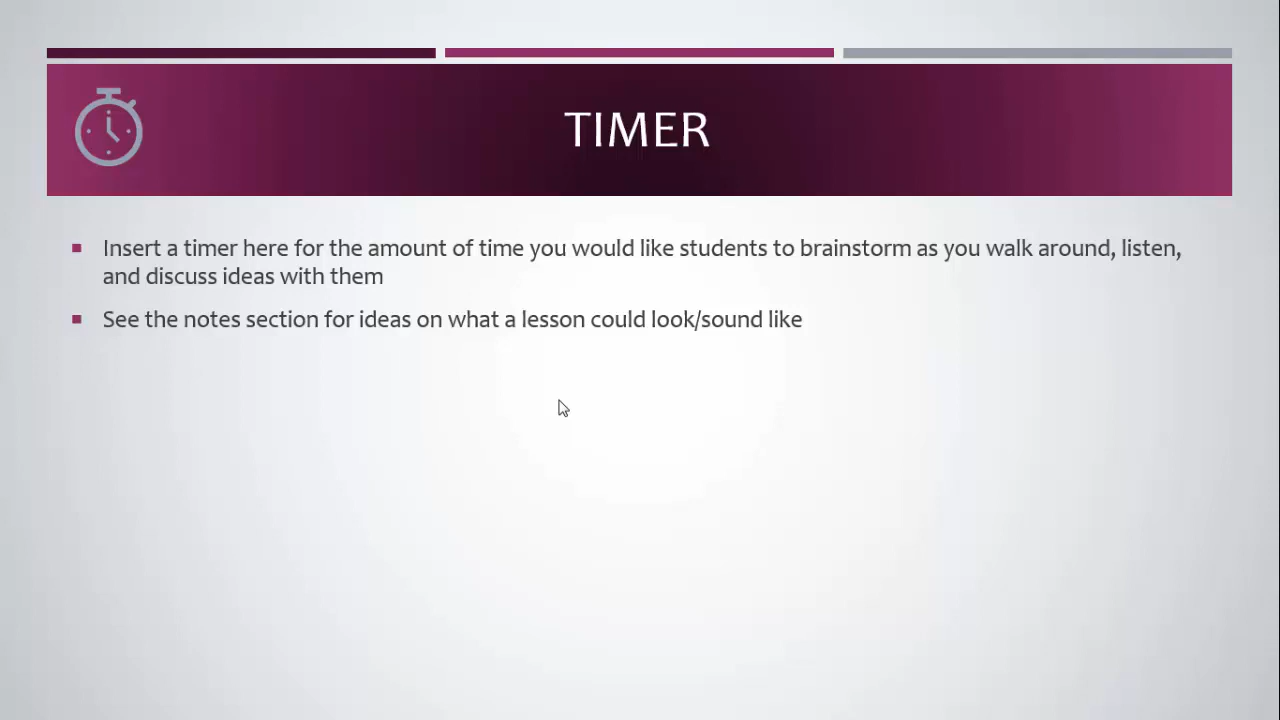 TIMER
Insert a timer here for the amount of time you would like students to brainstorm as you walk around, listen,
and discuss ideas with them
See the notes section for ideas on what a lesson could look/sound like